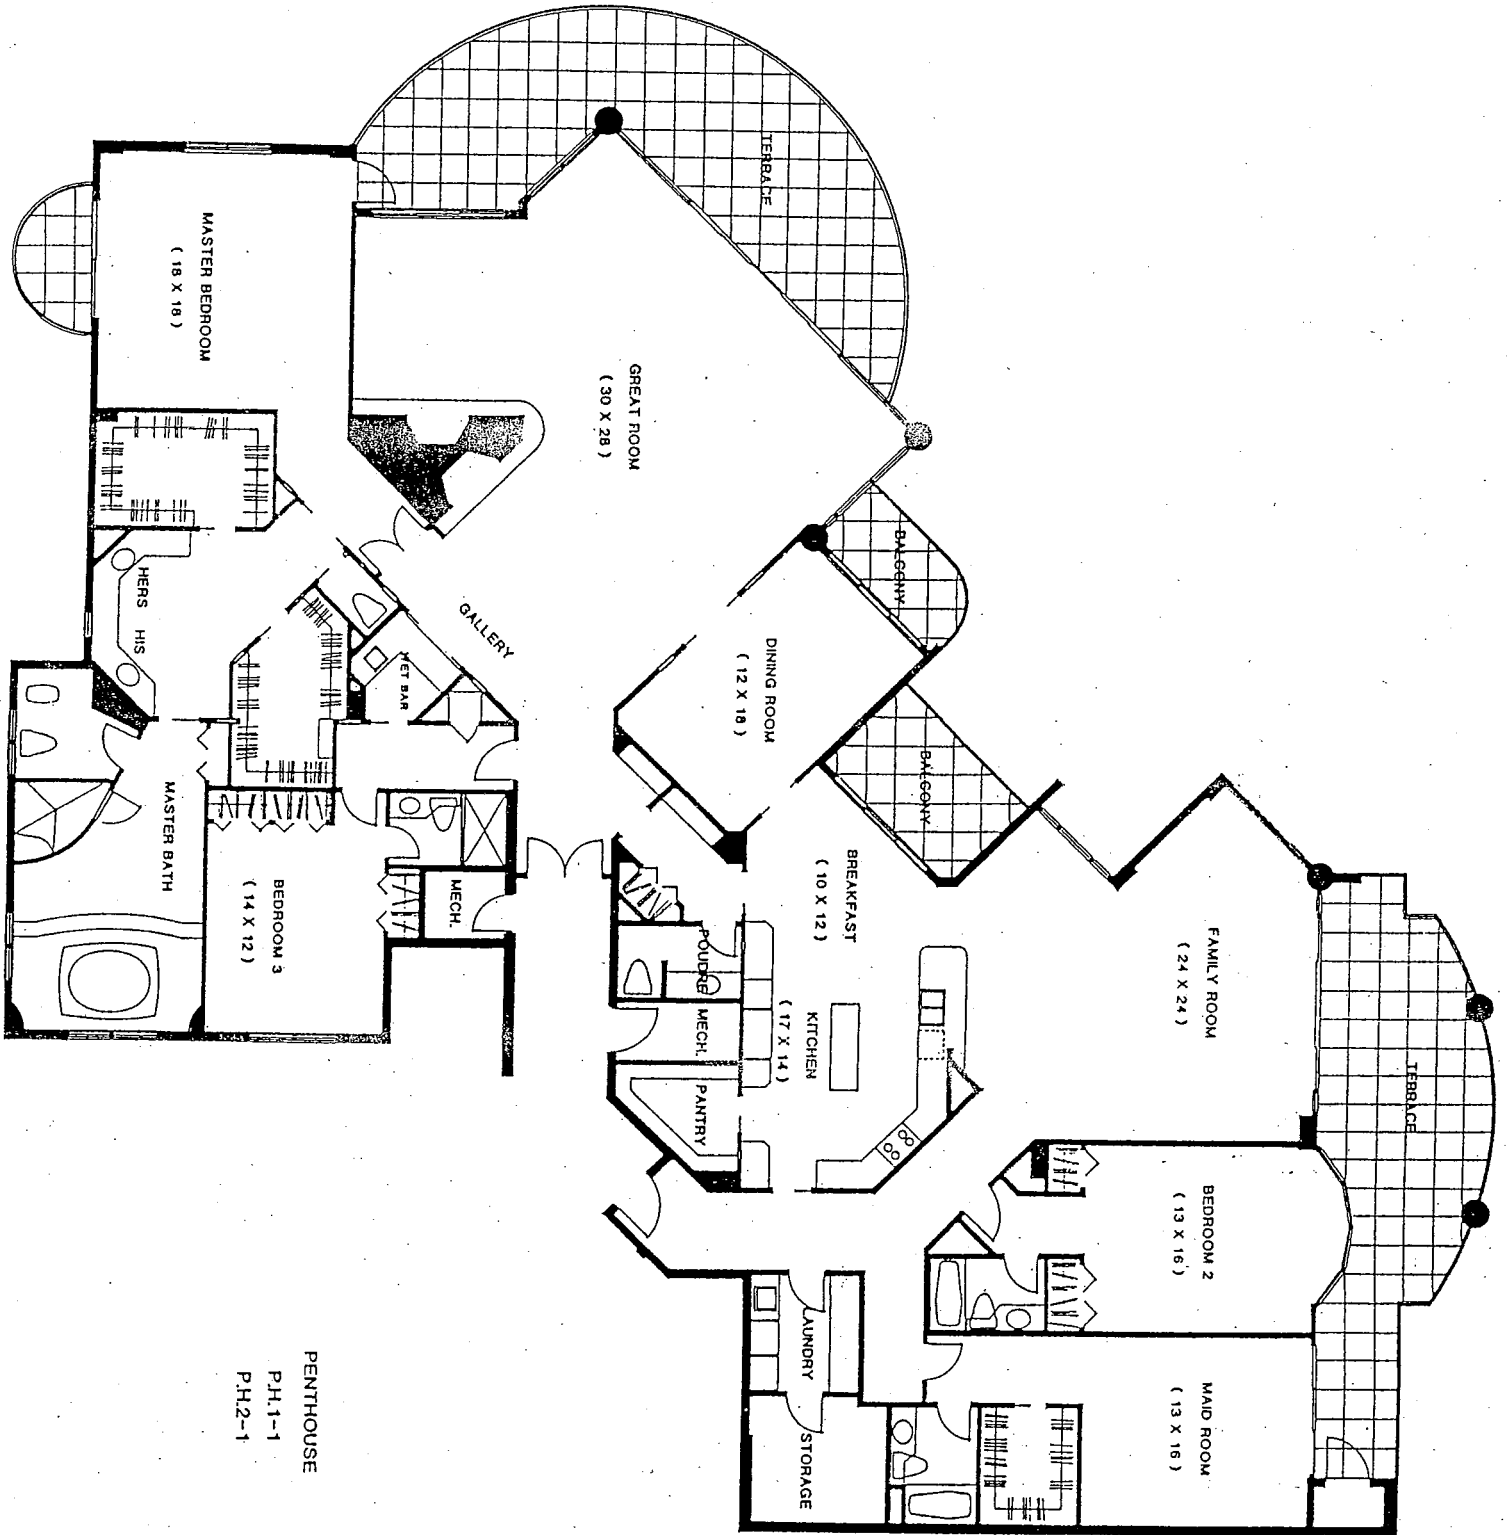 TERRACE
MASTER BEDROOM
( 18 X 18 )
GREAT ROOM
( 30 X 28 )
BALCONY
DINING ROOM
( 12 X 18 )
BALCONY
GALLERY
WET BAR
HERS HIS
MASTER BATH
BEDROOM 3
( 14 X 12 )
MECH.
BREAKFAST
( 10 X 12 )
FAMILY ROOM
( 24 X 24 )
TERRACE
POUDRE
MECH.
KITCHEN
( 17 X 14 )
PANTRY
BEDROOM 2
( 13 X 16 )
LAUNDRY
MAID ROOM
( 13 X 16 )
STORAGE
PENTHOUSE
P.H.1-1
P.H.2-1